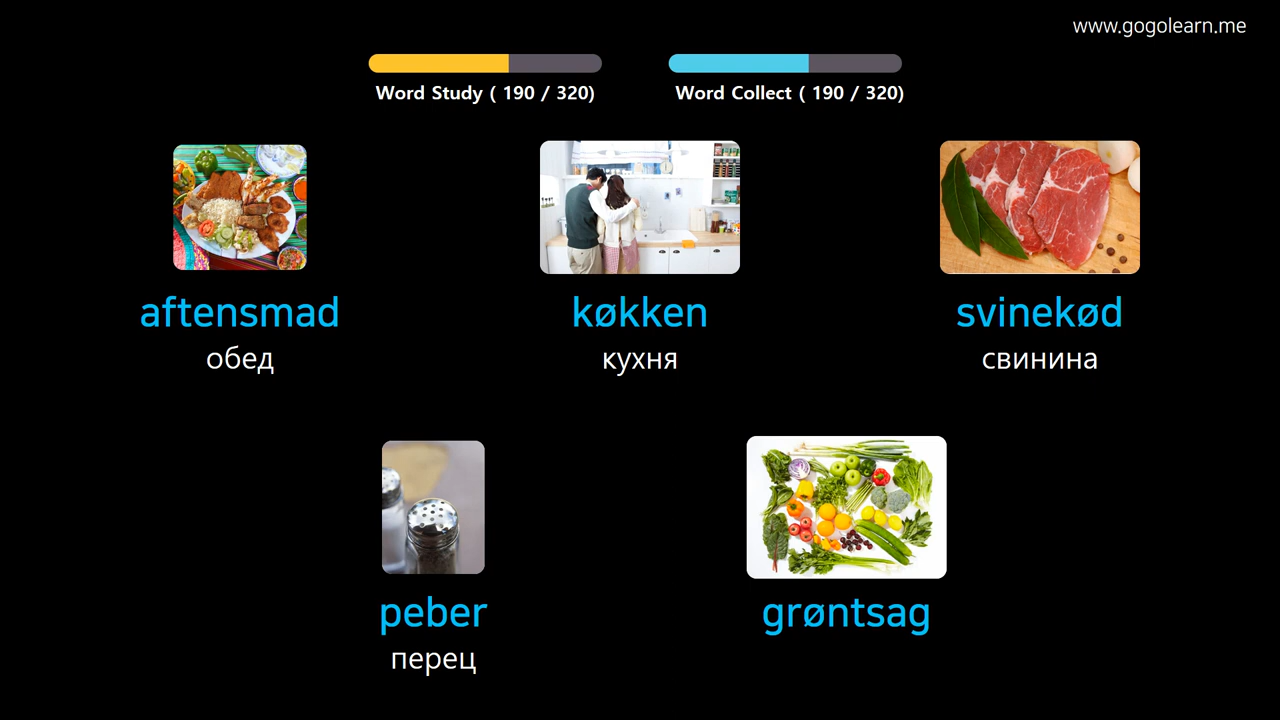 www.gogolearn.me
Word Study ( 190 / 320)
Word Collect ( 190 / 320)
aftensmad
обед
køkken
кухня
svinekød
свинина
peber
перец
grøntsag